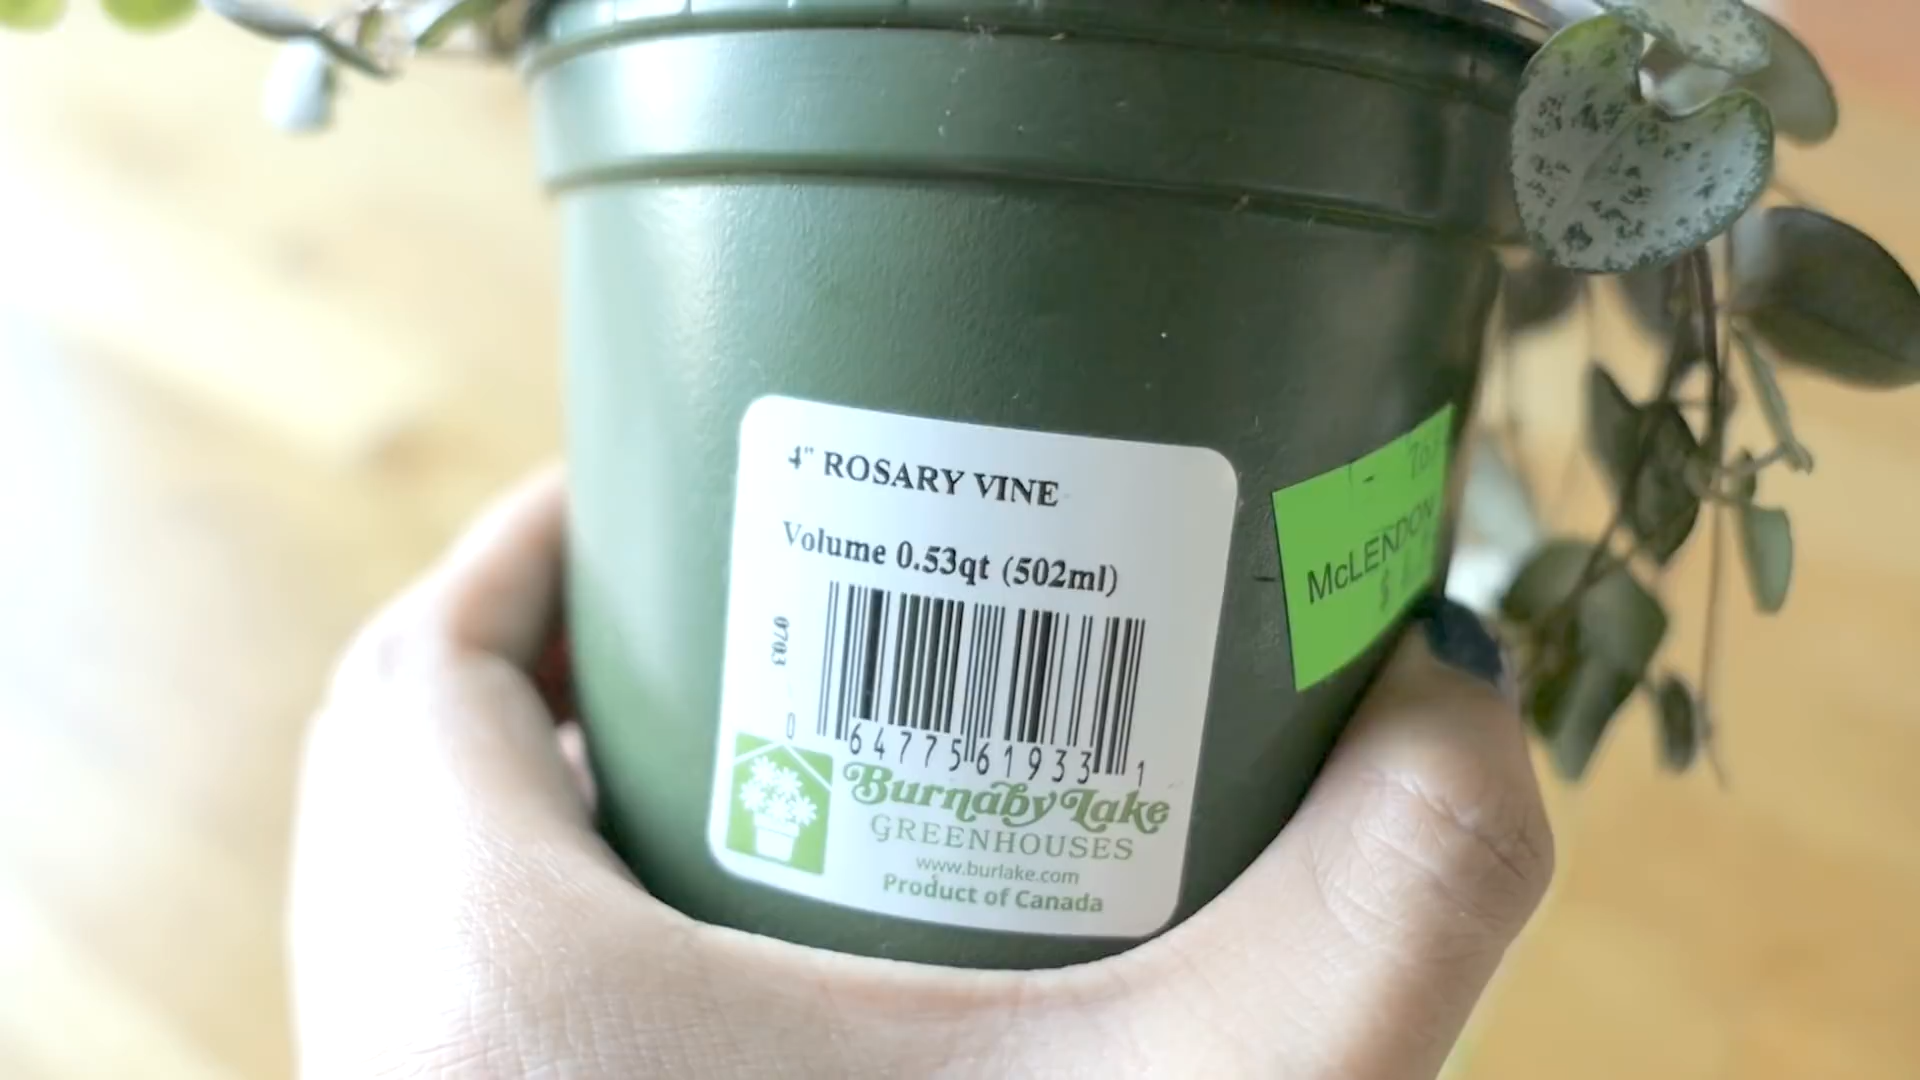 4" ROSARY VINE
Volume 0.53qt (502ml)
0703
0 64775 61933 1
Burnaby Lake
GREENHOUSES
www.burlake.com
Product of Canada
McLENDON
$